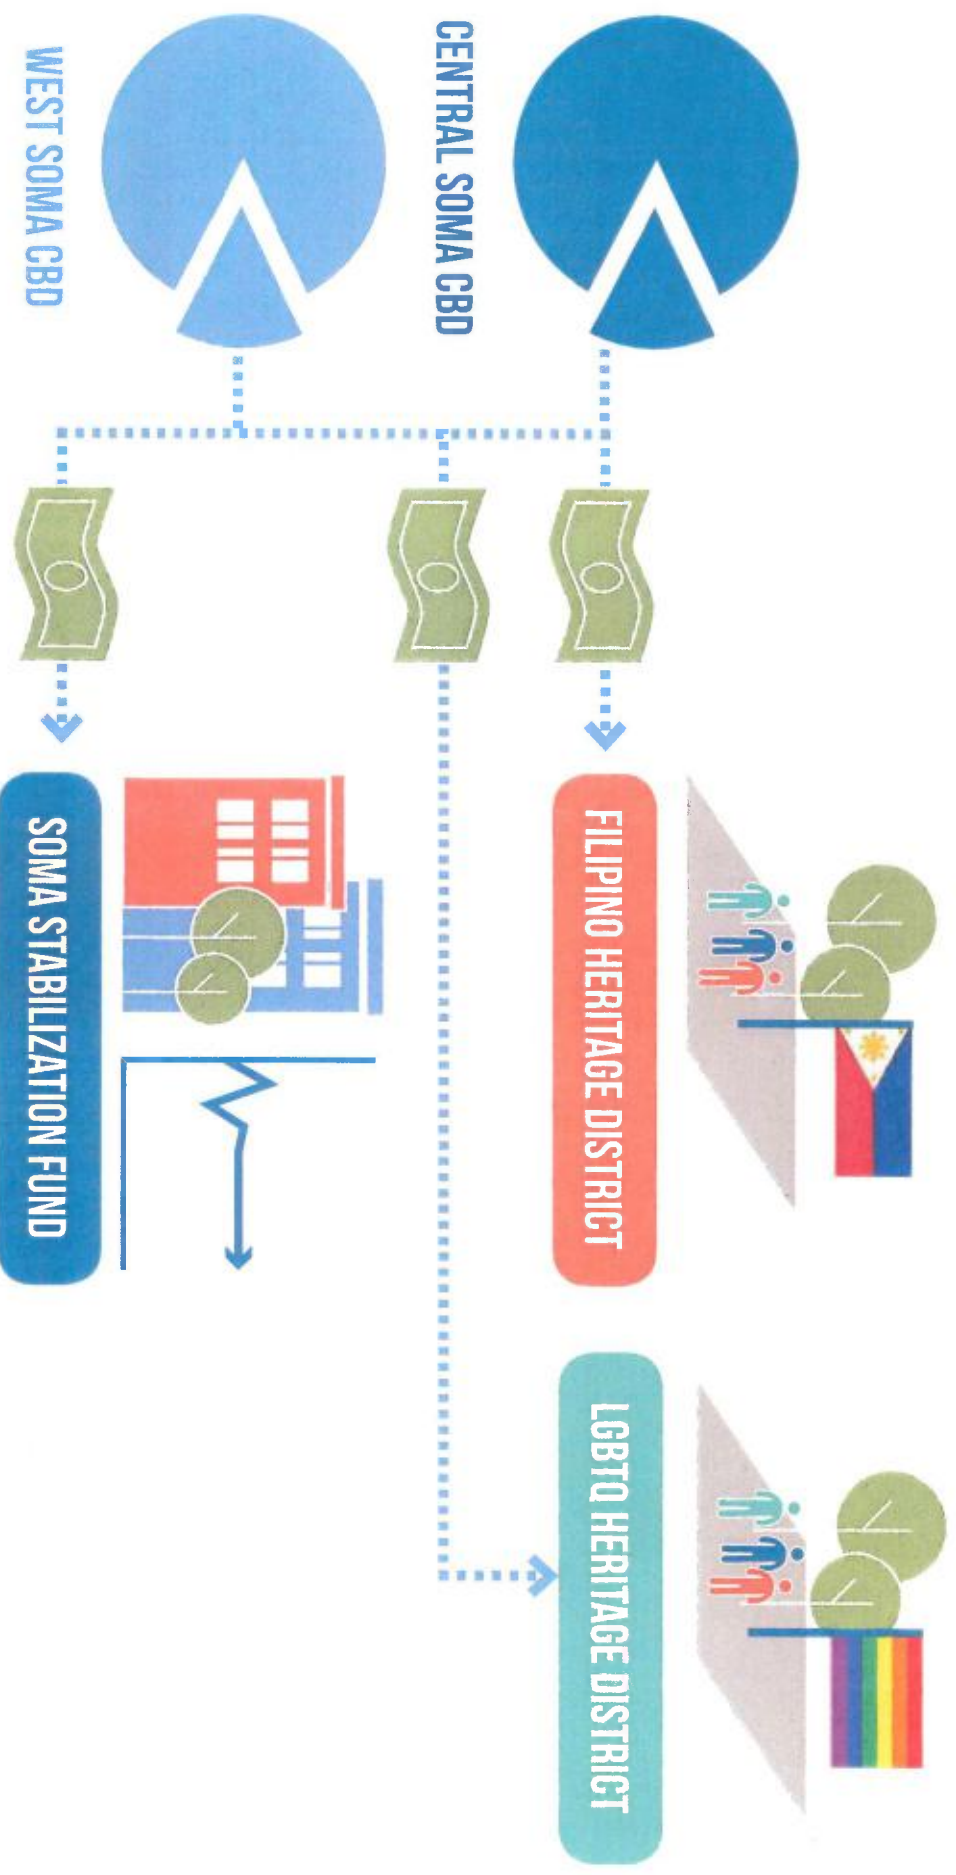 CENTRAL SOMA CBD
WEST SOMA CBD
FILIPINO HERITAGE DISTRICT
LGBTQ HERITAGE DISTRICT
SOMA STABILIZATION FUND